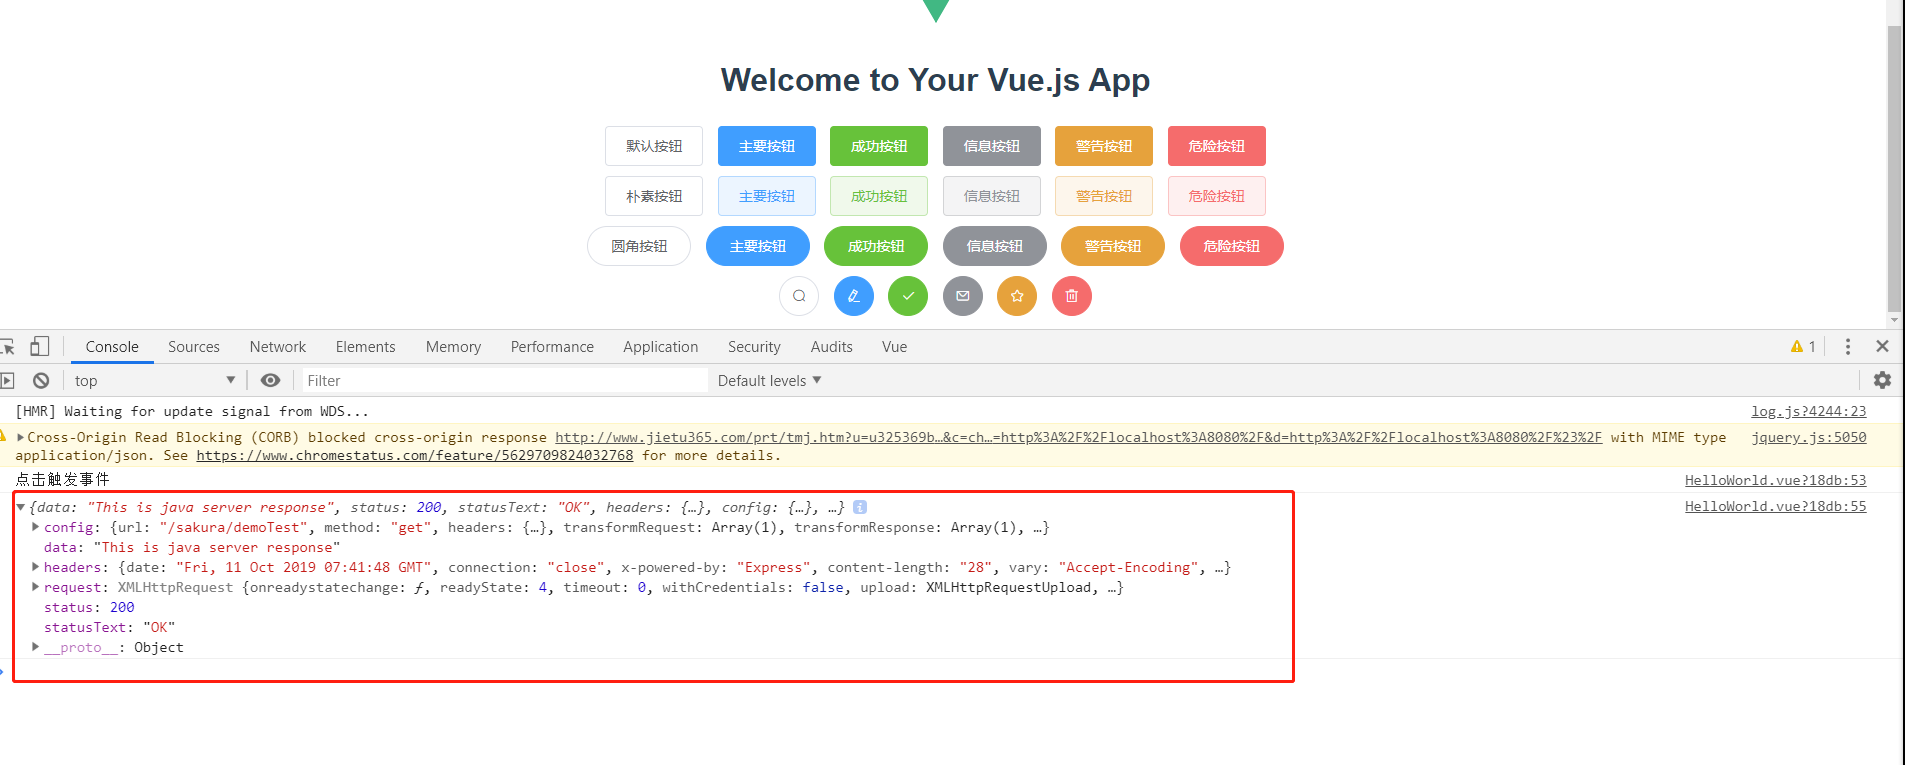 Welcome to Your Vue.js App
默认按钮 主要按钮 成功按钮 信息按钮 警告按钮 危险按钮
朴素按钮 主要按钮 成功按钮 信息按钮 警告按钮 危险按钮
圆角按钮 主要按钮 成功按钮 信息按钮 警告按钮 危险按钮
Console Sources Network Elements Memory Performance Application Security Audits Vue 1
top Filter Default levels
[HMR] Waiting for update signal from WDS... log.js?4244:23
Cross-Origin Read Blocking (CORB) blocked cross-origin response http://www.jietu365.com/prt/tmj.htm?u=u325369b…&c=ch…=http%3A%2F%2Flocalhost%3A8080%2F&d=http%3A%2F%2Flocalhost%3A8080%2F%23%2F with MIME type jquery.js:5050
application/json. See https://www.chromestatus.com/feature/5629709824032768 for more details.
点击触发事件 HelloWorld.vue?18db:53
{data: "This is java server response", status: 200, statusText: "OK", headers: {…}, config: {…}, …} i HelloWorld.vue?18db:55
config: {url: "/sakura/demoTest", method: "get", headers: {…}, transformRequest: Array(1), transformResponse: Array(1), …}
data: "This is java server response"
headers: {date: "Fri, 11 Oct 2019 07:41:48 GMT", connection: "close", x-powered-by: "Express", content-length: "28", vary: "Accept-Encoding", …}
request: XMLHttpRequest {onreadystatechange: ƒ, readyState: 4, timeout: 0, withCredentials: false, upload: XMLHttpRequestUpload, …}
status: 200
statusText: "OK"
__proto__: Object